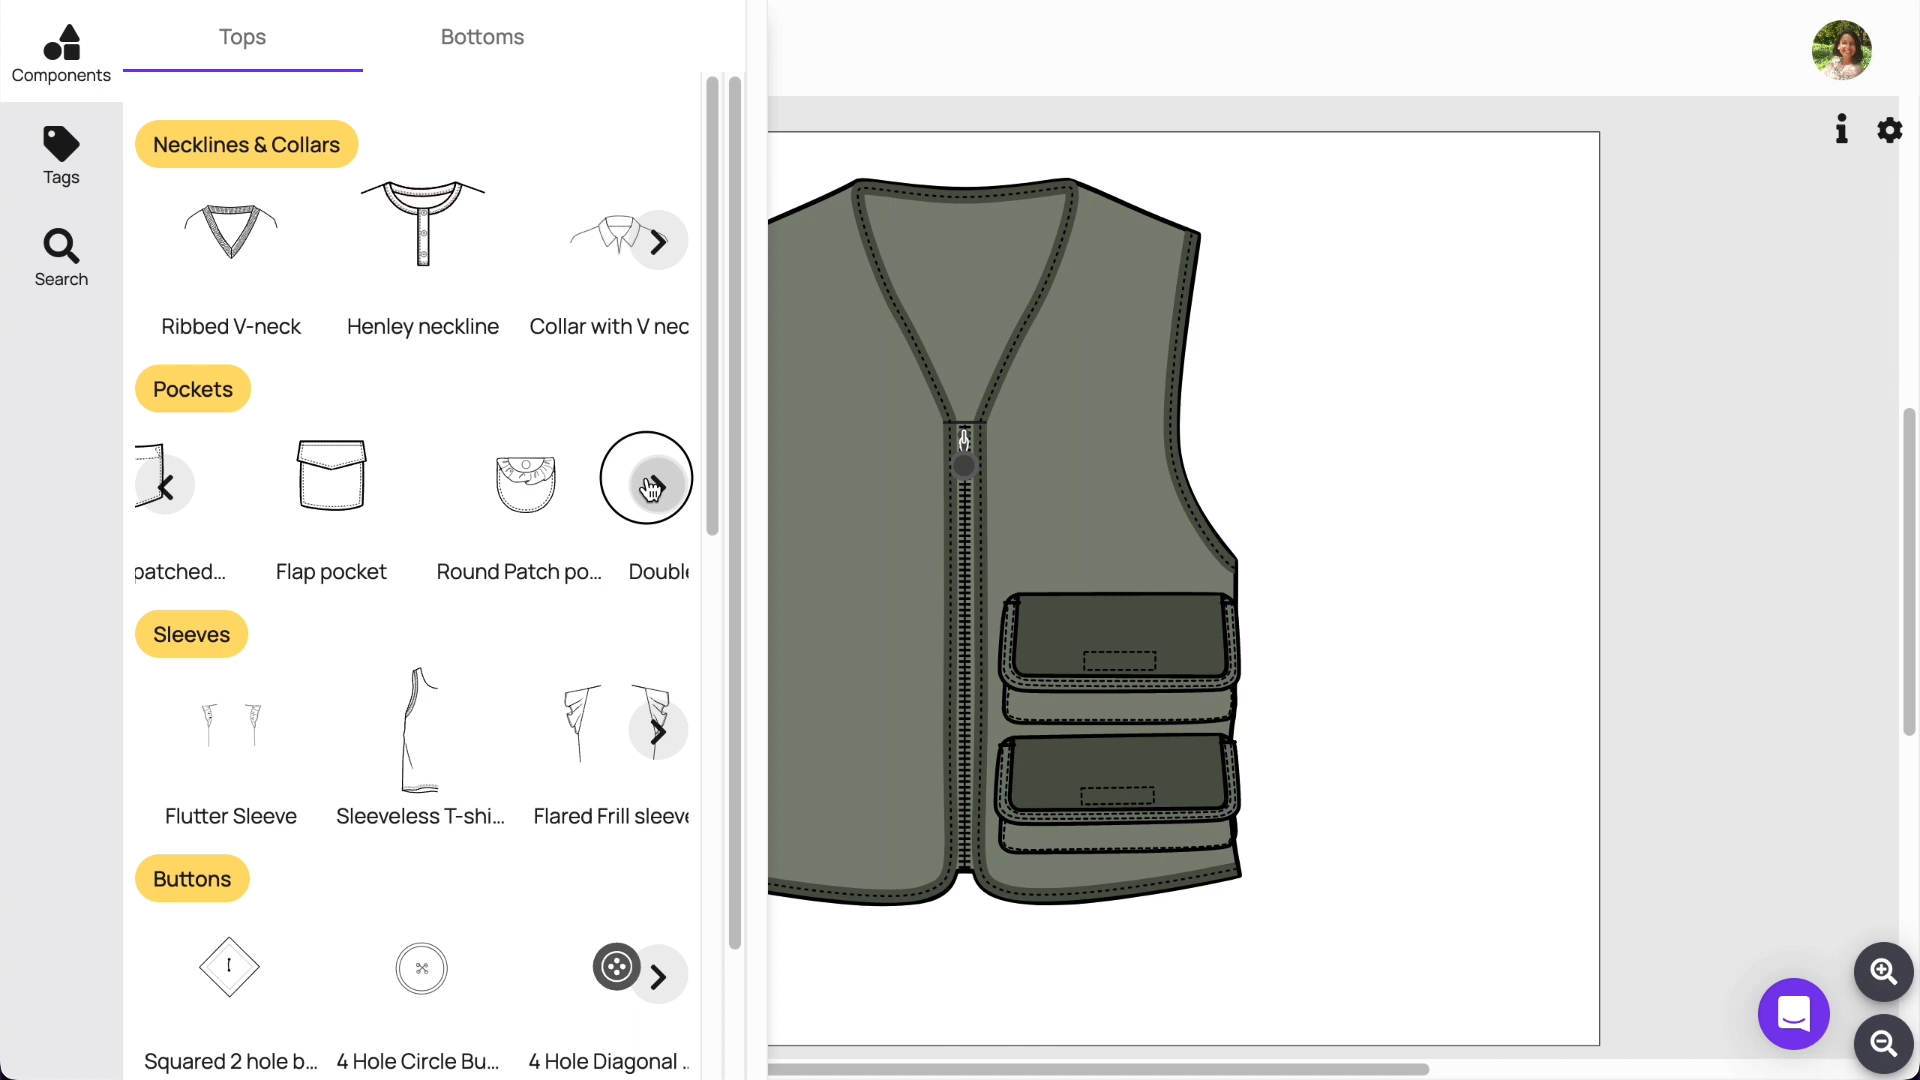 Components
Tags
Search
Tops
Bottoms
Necklines & Collars
Ribbed V-neck
Henley neckline
Collar with V nec
Pockets
patched...
Flap pocket
Round Patch po...
Double
Sleeves
Flutter Sleeve
Sleeveless T-shi...
Flared Frill sleeve
Buttons
Squared 2 hole b...
4 Hole Circle Bu...
4 Hole Diagonal ..